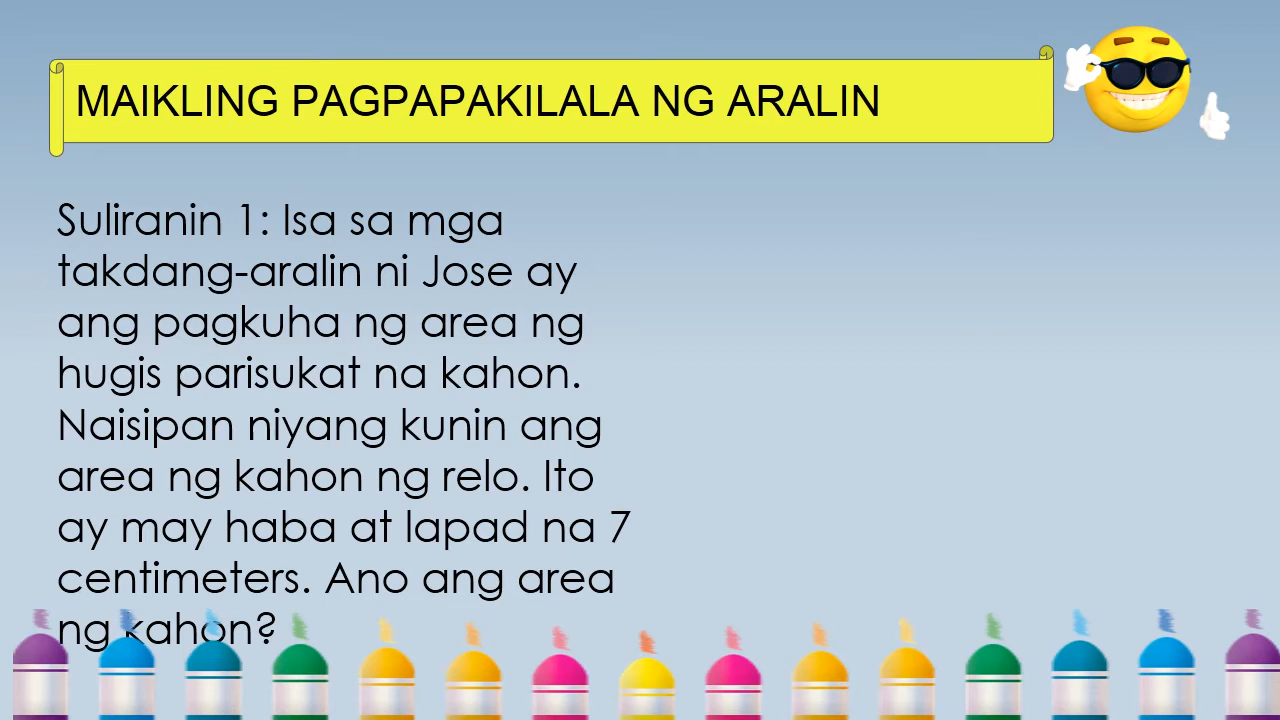 MAIKLING PAGPAPAKILALA NG ARALIN
Suliranin 1: Isa sa mga
takdang-aralin ni Jose ay
ang pagkuha ng area ng
hugis parisukat na kahon.
Naisipan niyang kunin ang
area ng kahon ng relo. Ito
ay may haba at lapad na 7
centimeters. Ano ang area
ng kahon?